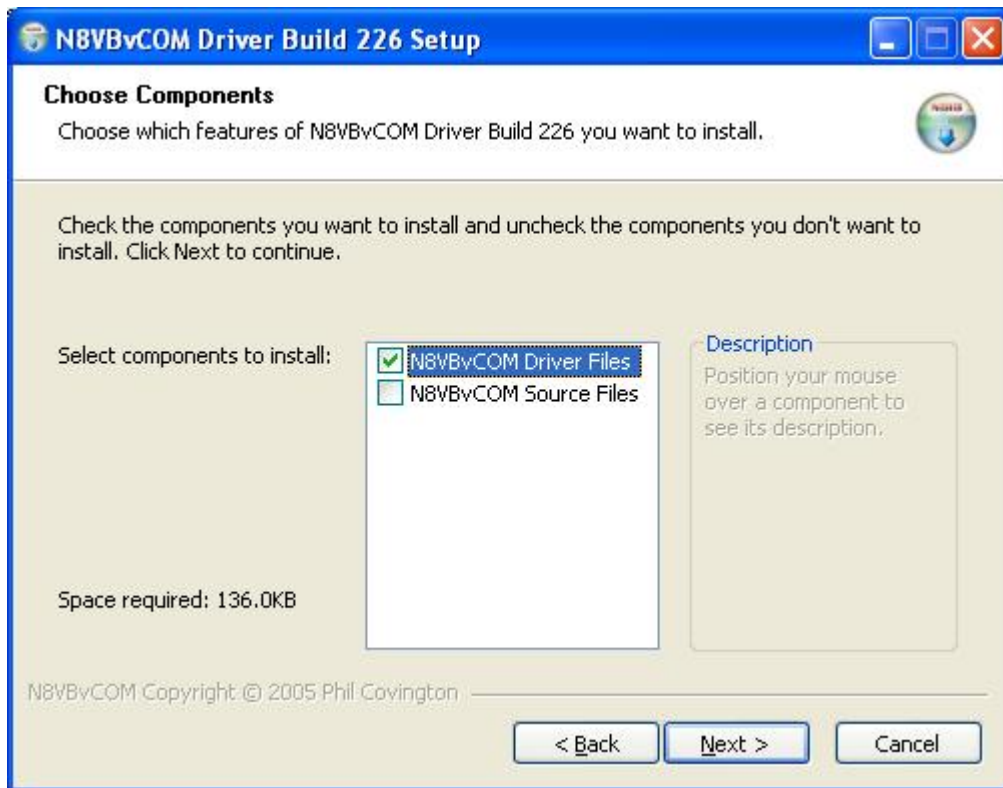 N8VBvCOM Driver Build 226 Setup
Choose Components
Choose which features of N8VBvCOM Driver Build 226 you want to install.
Check the components you want to install and uncheck the components you don't want to
install. Click Next to continue.
Select components to install:
N8VBvCOM Driver Files
N8VBvCOM Source Files
Description
Position your mouse
over a component to
see its description.
Space required: 136.0KB
N8VBvCOM Copyright © 2005 Phil Covington
< Back
Next >
Cancel